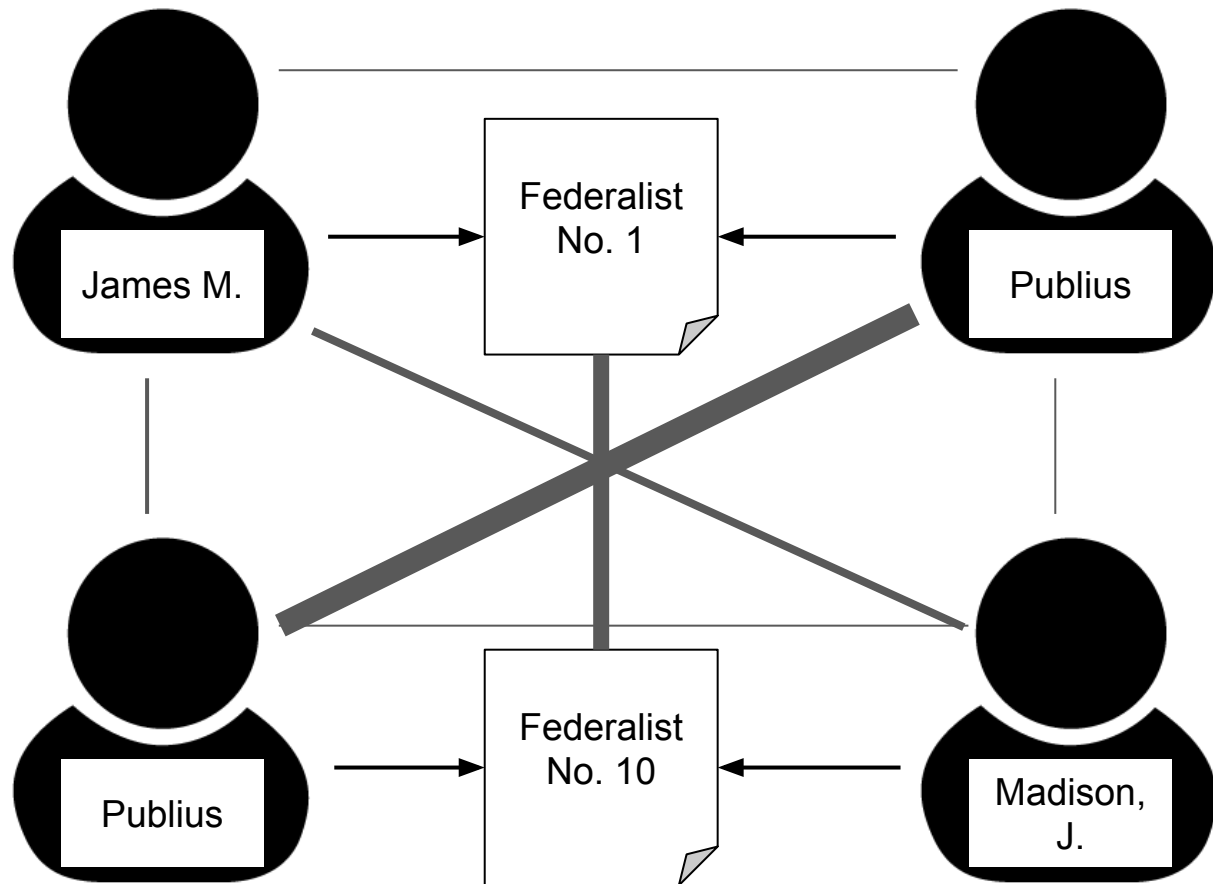 Federalist
No. 1
James M.
Publius
Federalist
No. 10
Publius
Madison,
J.